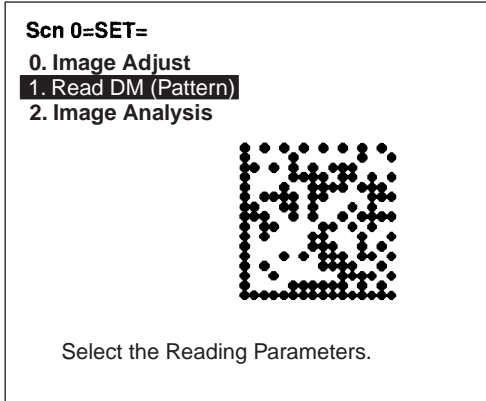 Scn 0=SET=
0. Image Adjust
1. Read DM (Pattern)
2. Image Analysis
Select the Reading Parameters.